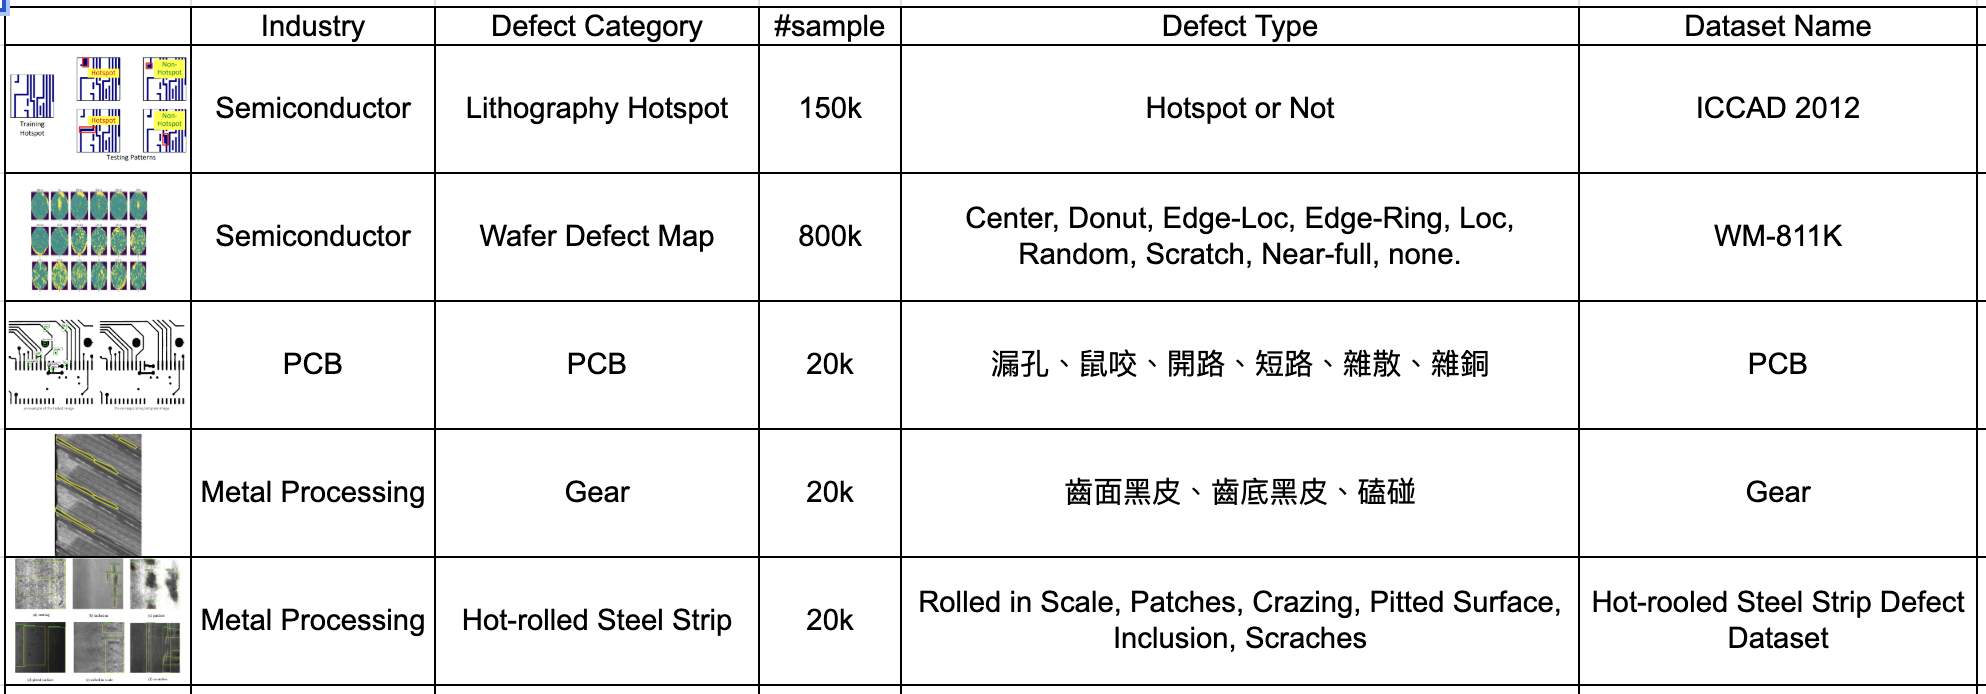 Industry
Defect Category
#sample
Defect Type
Dataset Name
Training
Hotspot
Hotspot
Non-
Hotspot
Hotspot
Non-
Hotspot
Testing Patterns
Semiconductor
Lithography Hotspot
150k
Hotspot or Not
ICCAD 2012
Semiconductor
Wafer Defect Map
800k
Center, Donut, Edge-Loc, Edge-Ring, Loc,
Random, Scratch, Near-full, none.
WM-811K
PCB
PCB
20k
漏孔、鼠咬、開路、短路、雜散、雜銅
PCB
Metal Processing
Gear
20k
齒面黑皮、齒底黑皮、磕碰
Gear
Metal Processing
Hot-rolled Steel Strip
20k
Rolled in Scale, Patches, Crazing, Pitted Surface,
Inclusion, Scraches
Hot-rooled Steel Strip Defect
Dataset